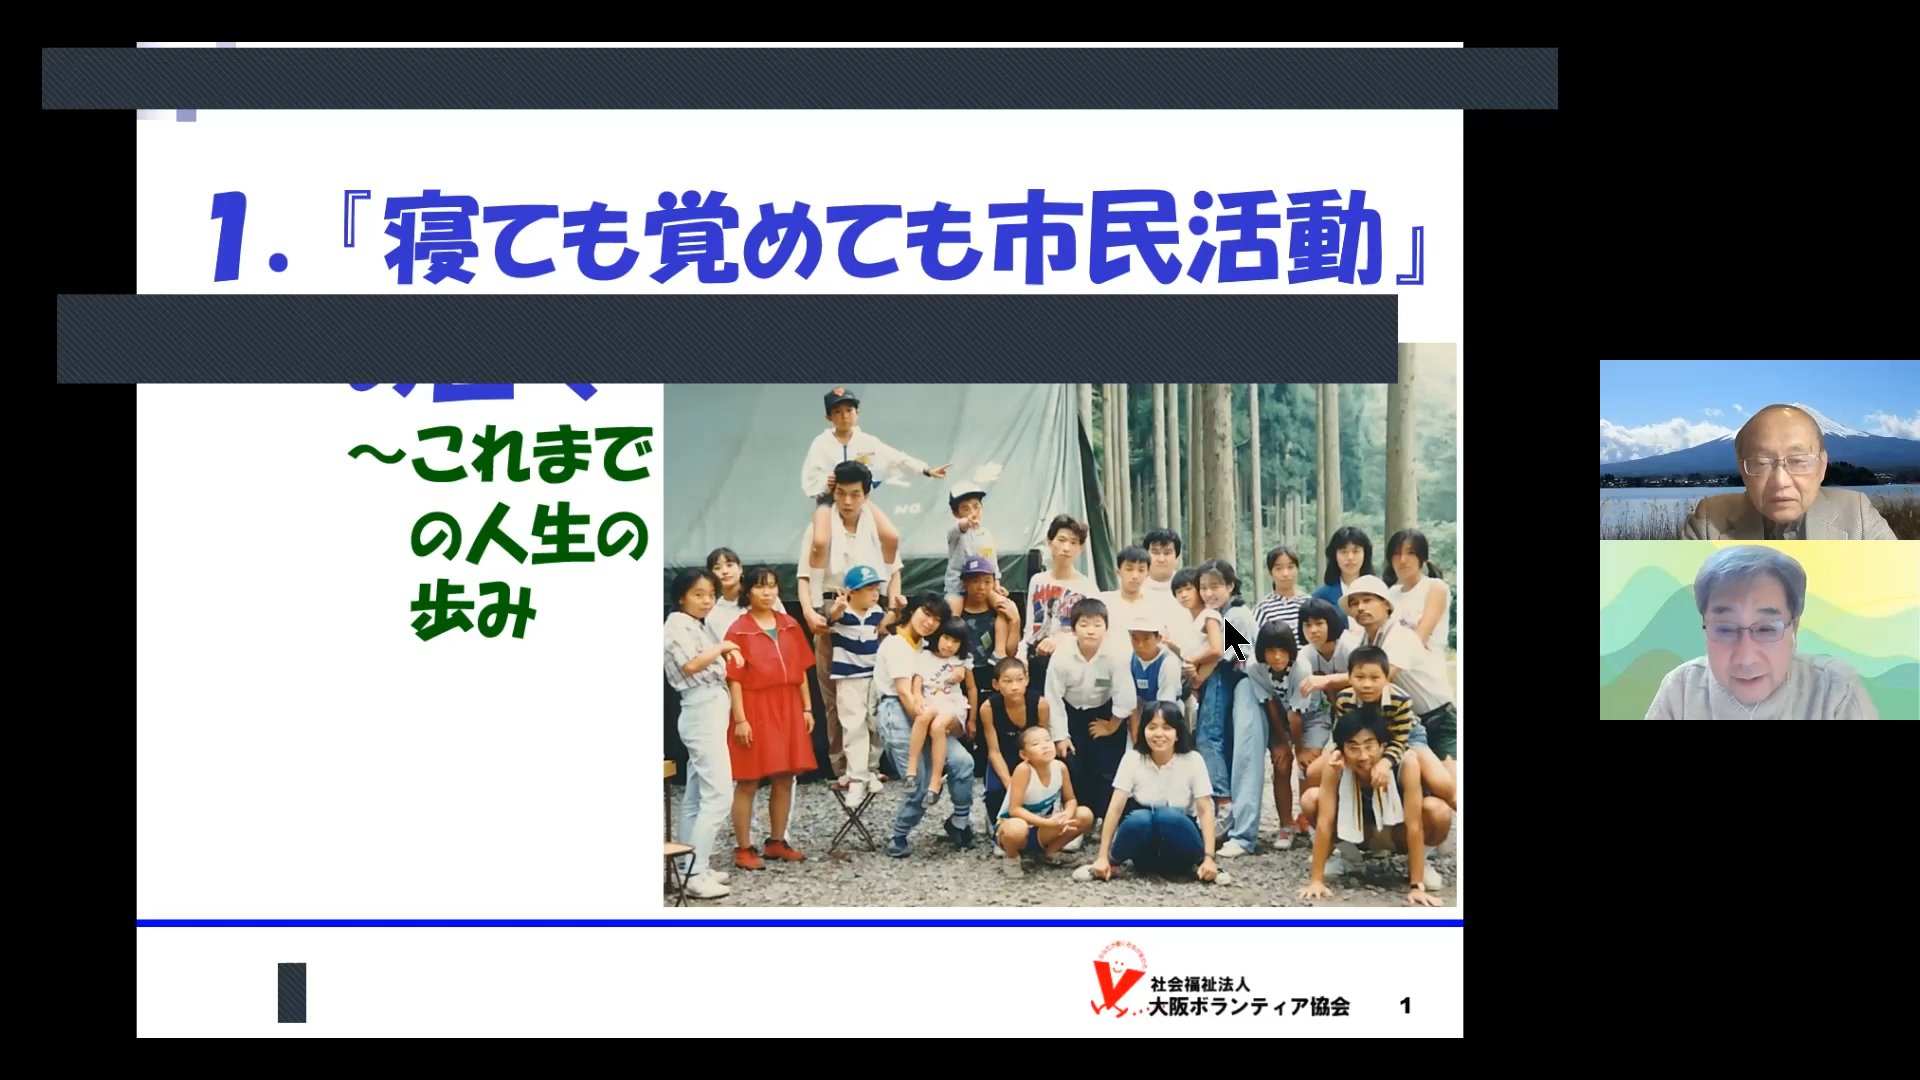 1.『寝ても覚めても市民活動』
～これまで
の人生の
歩み
社会福祉法人
大阪ボランティア協会
1